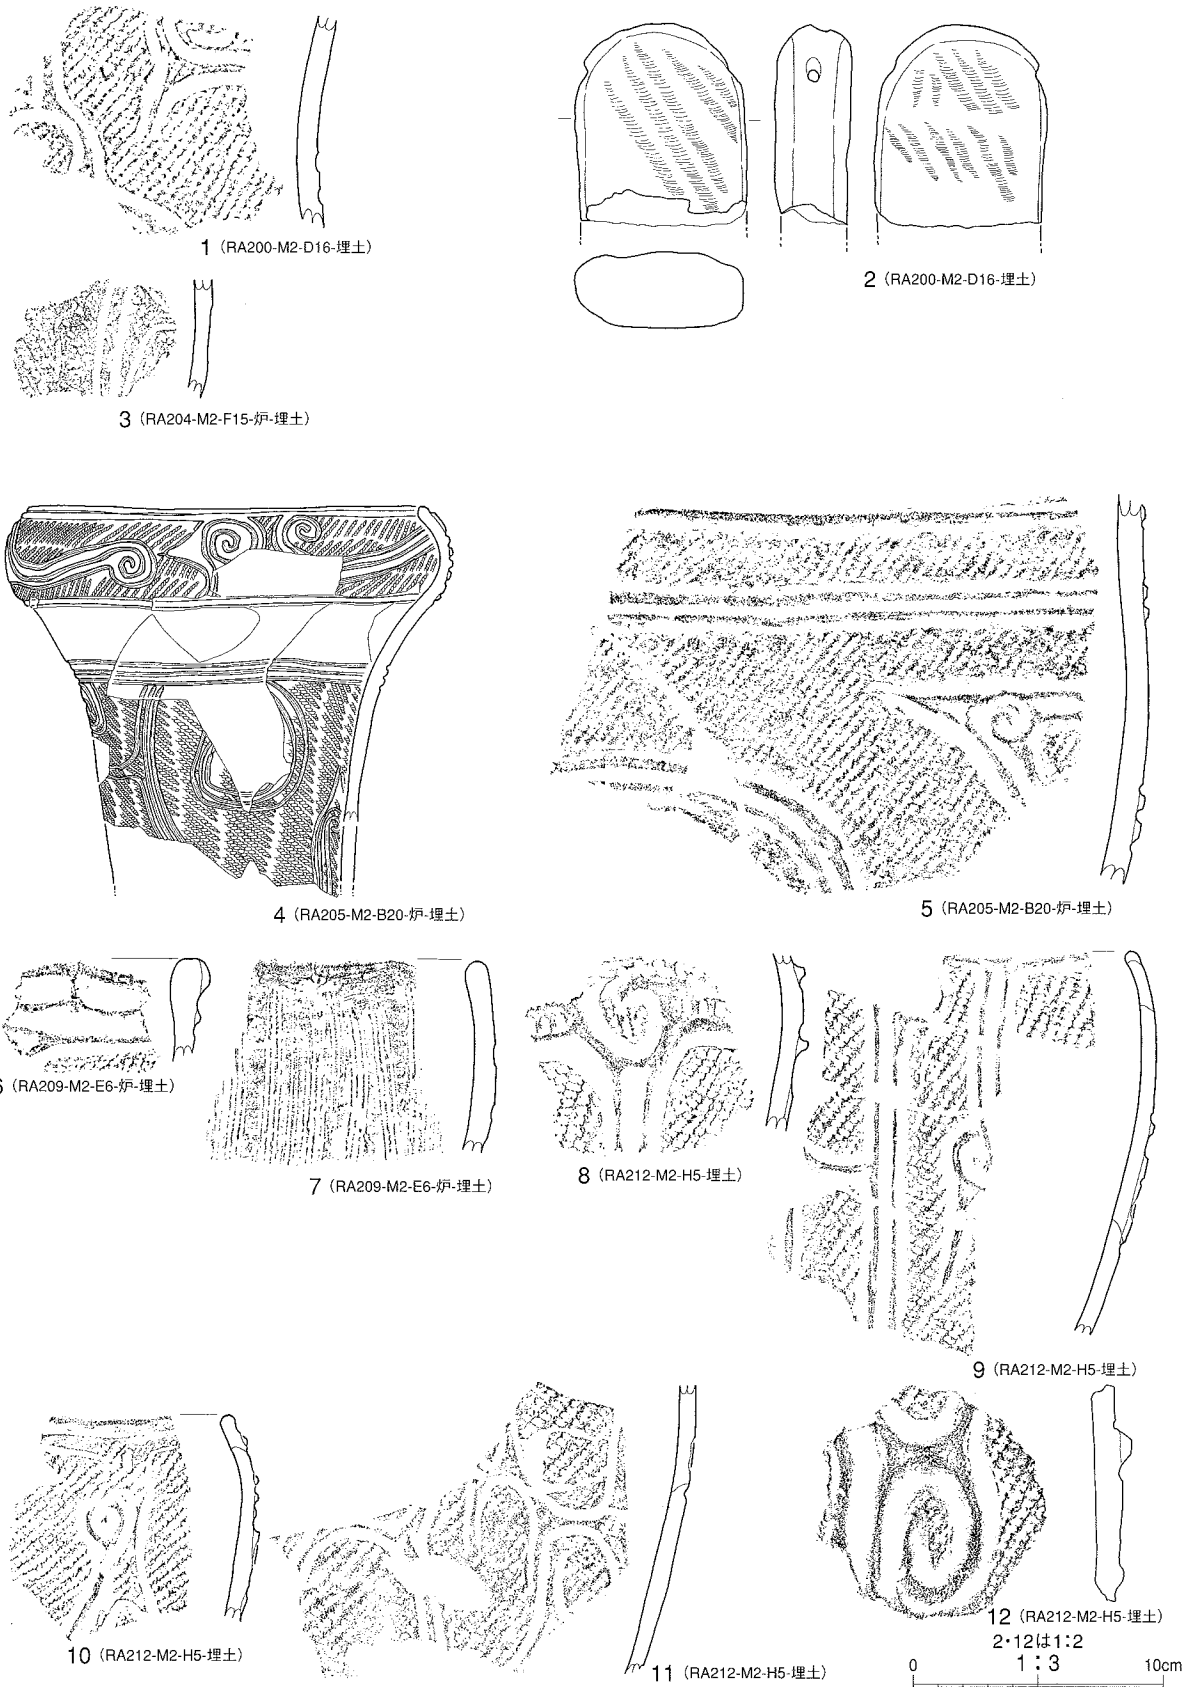 1 (RA200-M2-D16-埋土)
2 (RA200-M2-D16-埋土)
3 (RA204-M2-F15-炉-埋土)
4 (RA205-M2-B20-炉-埋土)
5 (RA205-M2-B20-炉-埋土)
6 (RA209-M2-E6-炉-埋土)
7 (RA209-M2-E6-炉-埋土)
8 (RA212-M2-H5-埋土)
9 (RA212-M2-H5-埋土)
10 (RA212-M2-H5-埋土)
11 (RA212-M2-H5-埋土)
12 (RA212-M2-H5-埋土)
2・12は1:2
0 1:3 10cm